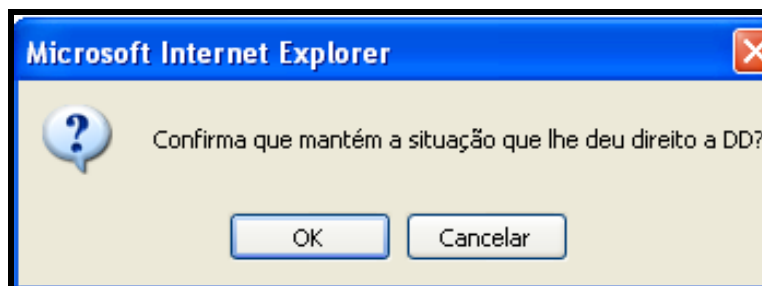 Microsoft Internet Explorer
Confirma que mantém a situação que lhe deu direito a DD?
OK Cancelar